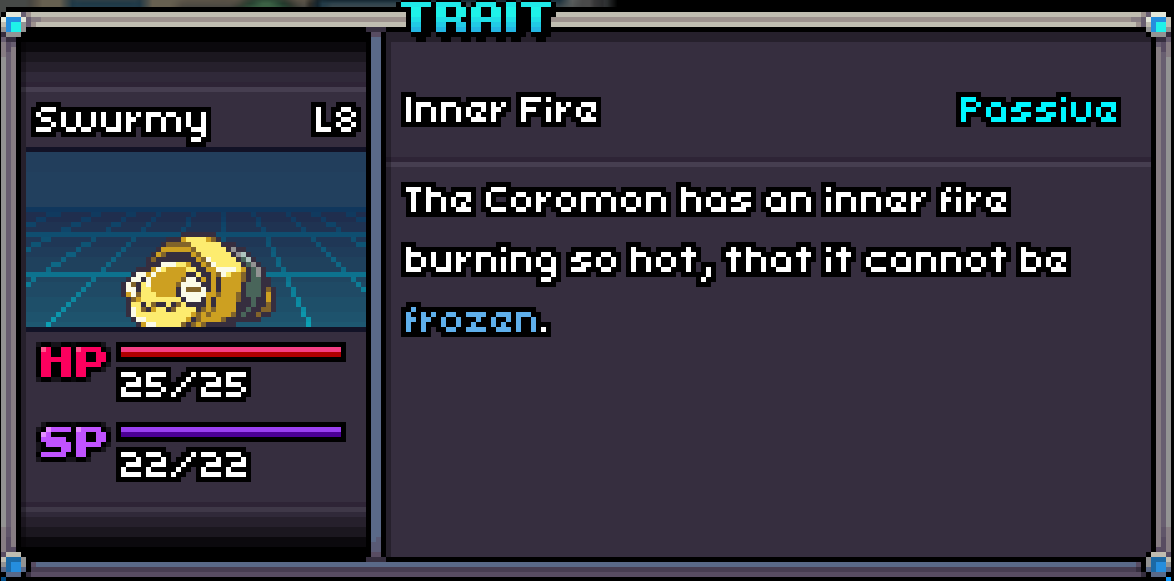 TRAIT
Swurmy L8
Inner Fire Passive
The Coromon has an inner fire
burning so hot, that it cannot be
frozen.
HP
25/25
SP
22/22